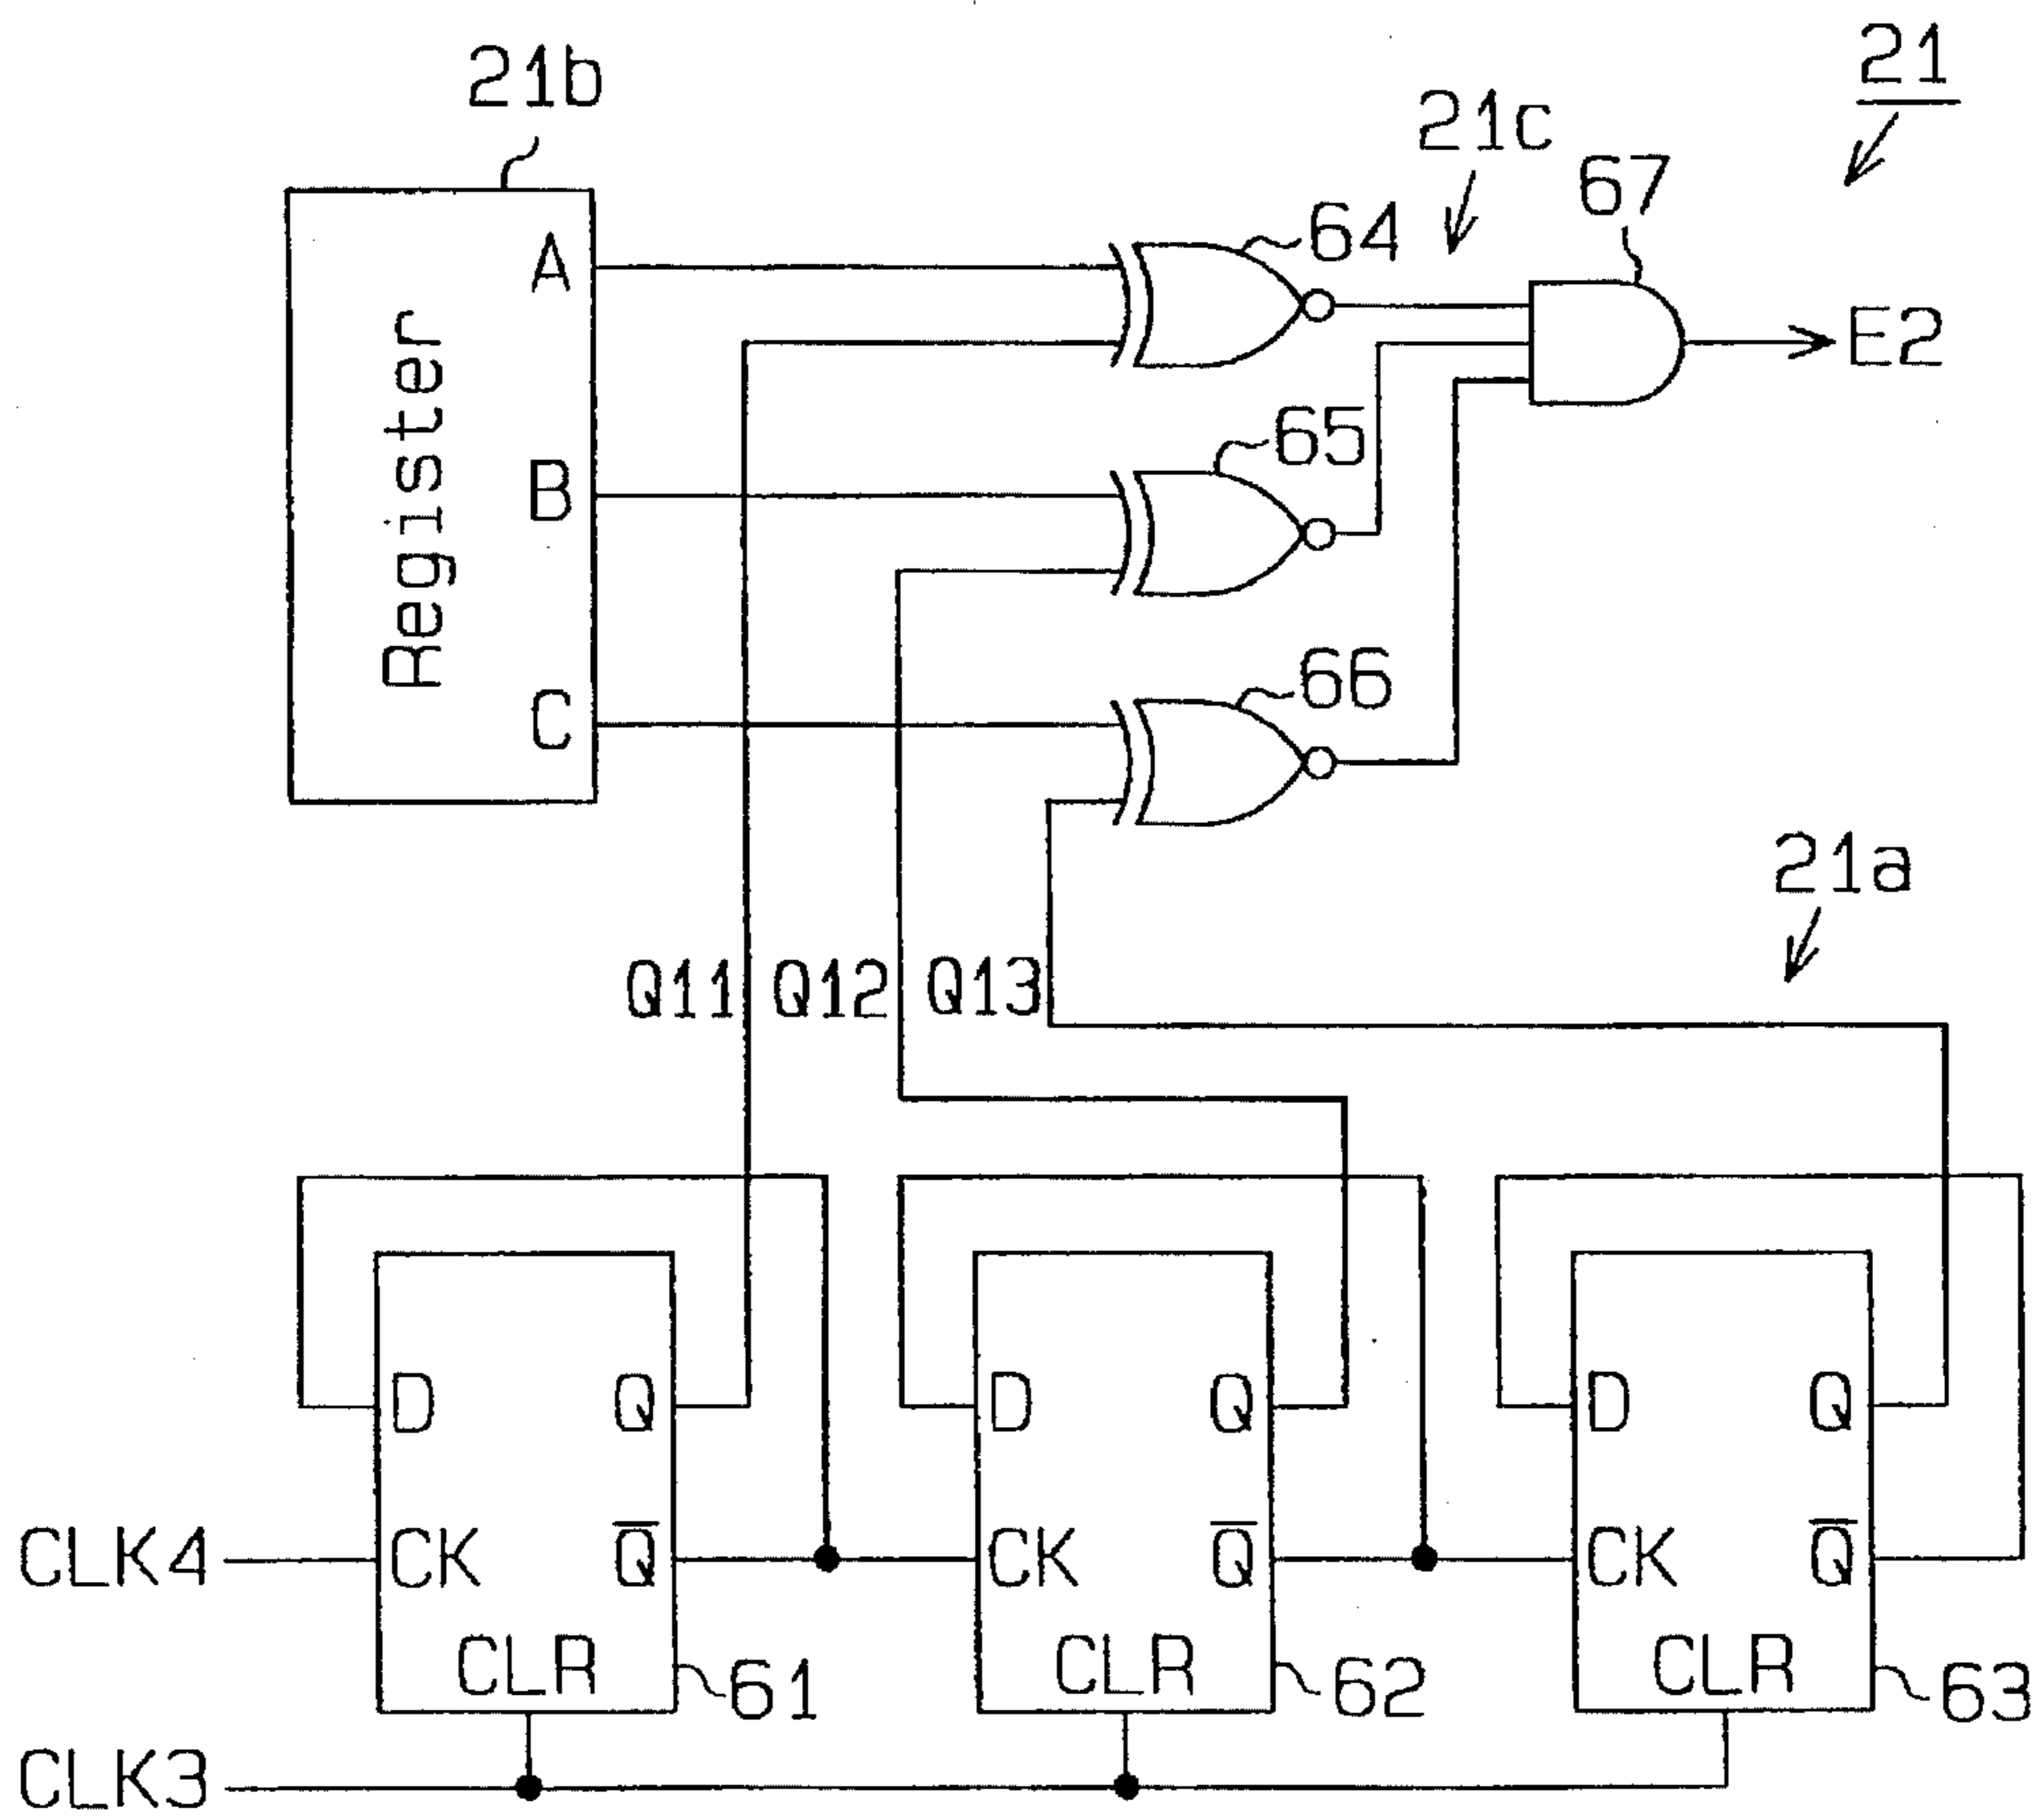 21
21b
21c
67
64
A
Register
E2
65
B
66
C
21a
Q11 Q12 Q13
D Q D Q D Q
CLK4 CK Q̅ CK Q̅ CK Q̅
CLR 61 CLR 62 CLR 63
CLK3